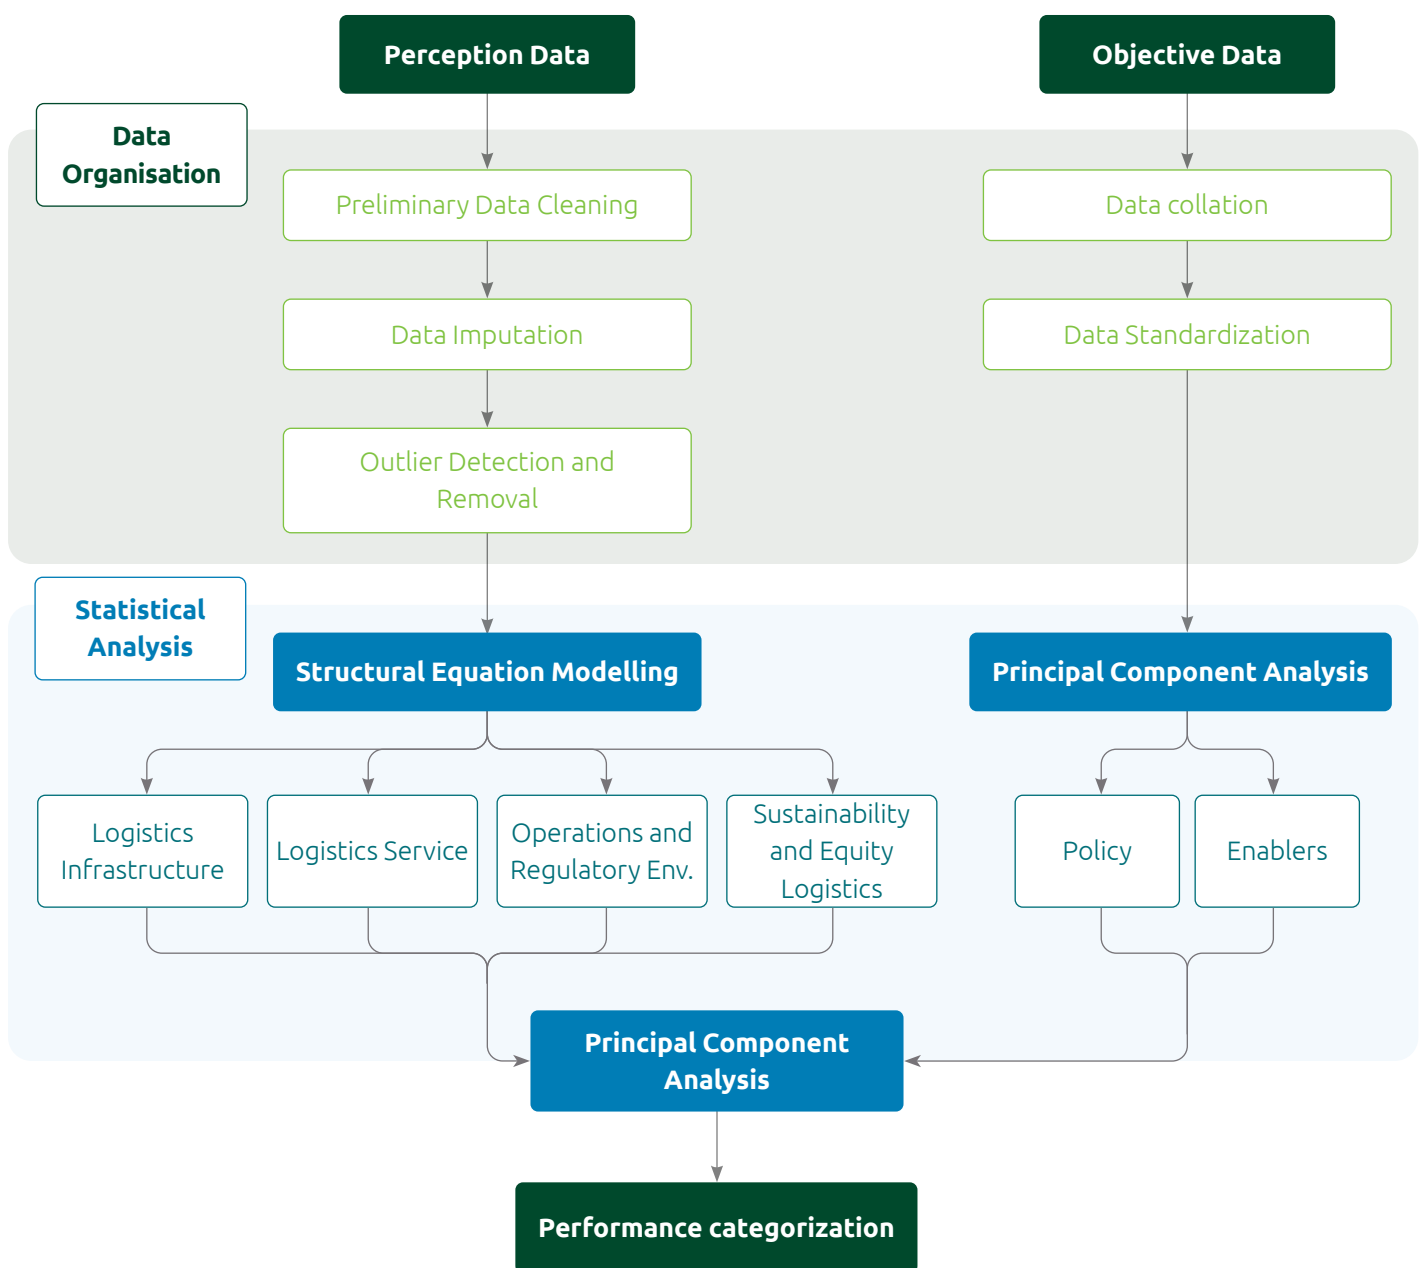 Perception Data
Objective Data
Data
Organisation
Preliminary Data Cleaning
Data collation
Data Imputation
Data Standardization
Outlier Detection and
Removal
Statistical
Analysis
Structural Equation Modelling
Principal Component Analysis
Logistics
Infrastructure
Logistics Service
Operations and
Regulatory Env.
Sustainability
and Equity
Logistics
Policy
Enablers
Principal Component
Analysis
Performance categorization